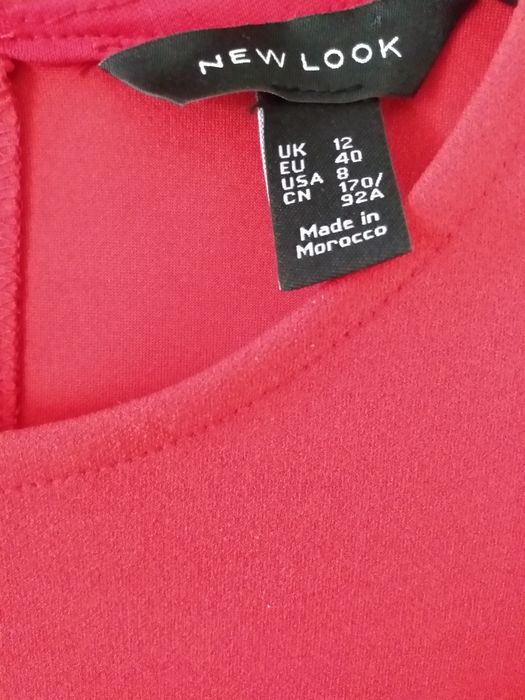 NEW LOOK
UK 12
EU 40
USA 8
CN 170/
92A
Made in
Morocco